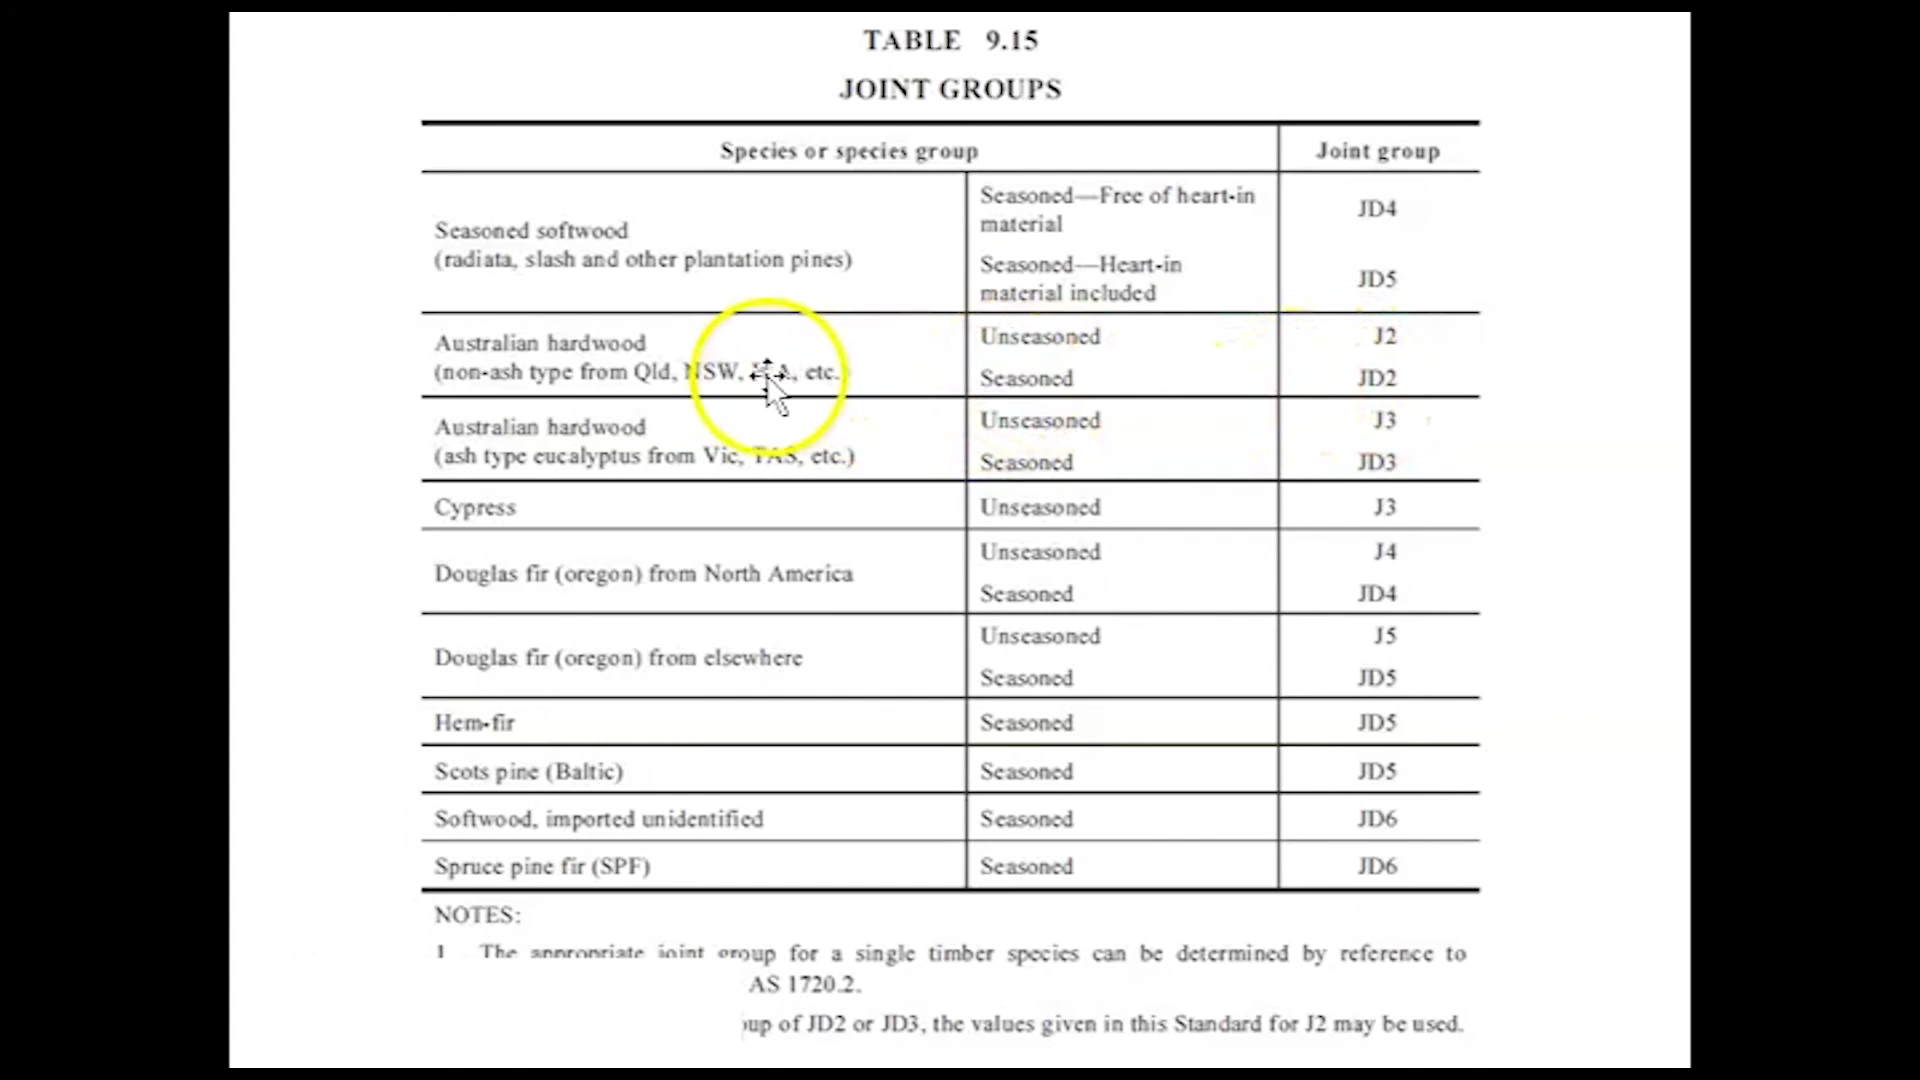 TABLE 9.15
JOINT GROUPS
Species or species group Joint group
Seasoned softwood
(radiata, slash and other plantation pines)
Seasoned—Free of heart-in
material
JD4
Seasoned—Heart-in
material included
JD5
Australian hardwood
(non-ash type from Qld, NSW, etc.)
Unseasoned J2
Seasoned JD2
Australian hardwood
(ash type eucalyptus from Vic, TAS, etc.)
Unseasoned J3
Seasoned JD3
Cypress Unseasoned J3
Douglas fir (oregon) from North America
Unseasoned J4
Seasoned JD4
Douglas fir (oregon) from elsewhere
Unseasoned J5
Seasoned JD5
Hem-fir Seasoned JD5
Scots pine (Baltic) Seasoned JD5
Softwood, imported unidentified Seasoned JD6
Spruce pine fir (SPF) Seasoned JD6
NOTES:
1 The appropriate joint group for a single timber species can be determined by reference to
AS 1720.2.
of JD2 or JD3, the values given in this Standard for J2 may be used.